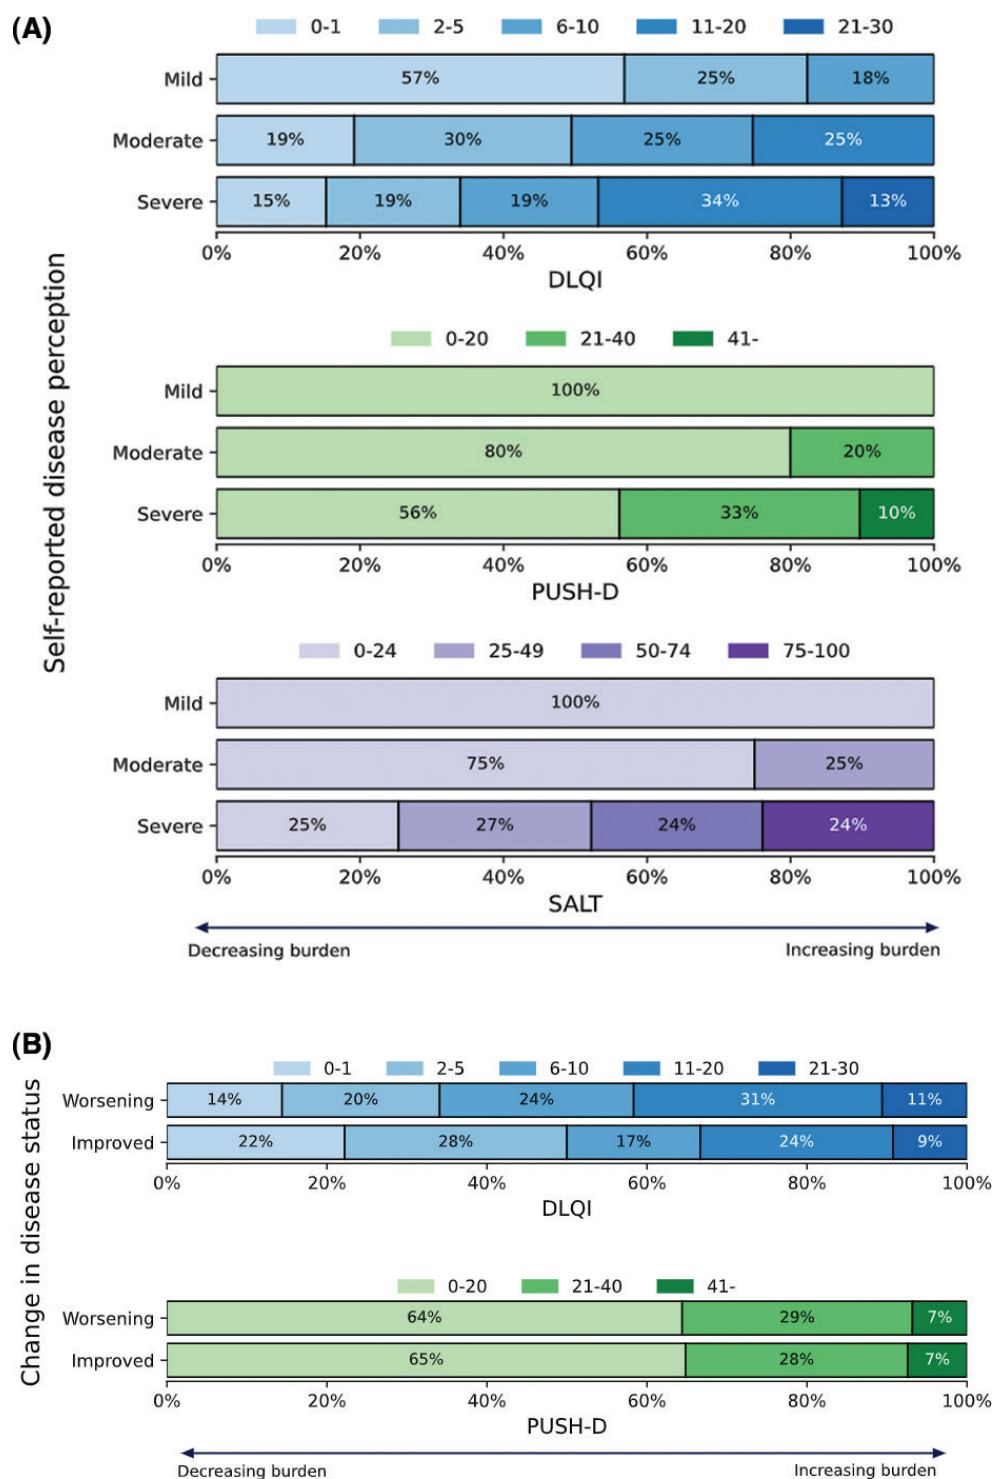 (A)
0-1 2-5 6-10 11-20 21-30
Mild 57% 25% 18%
Moderate 19% 30% 25% 25%
Severe 15% 19% 19% 34% 13%
0% 20% 40% 60% 80% 100%
DLQI
Self-reported disease perception
0-20 21-40 41-
Mild 100%
Moderate 80% 20%
Severe 56% 33% 10%
0% 20% 40% 60% 80% 100%
PUSH-D
0-24 25-49 50-74 75-100
Mild 100%
Moderate 75% 25%
Severe 25% 27% 24% 24%
0% 20% 40% 60% 80% 100%
SALT
Decreasing burden Increasing burden
(B)
Change in disease status
0-1 2-5 6-10 11-20 21-30
Worsening 14% 20% 24% 31% 11%
Improved 22% 28% 17% 24% 9%
0% 20% 40% 60% 80% 100%
DLQI
0-20 21-40 41-
Worsening 64% 29% 7%
Improved 65% 28% 7%
0% 20% 40% 60% 80% 100%
PUSH-D
Decreasing burden Increasing burden